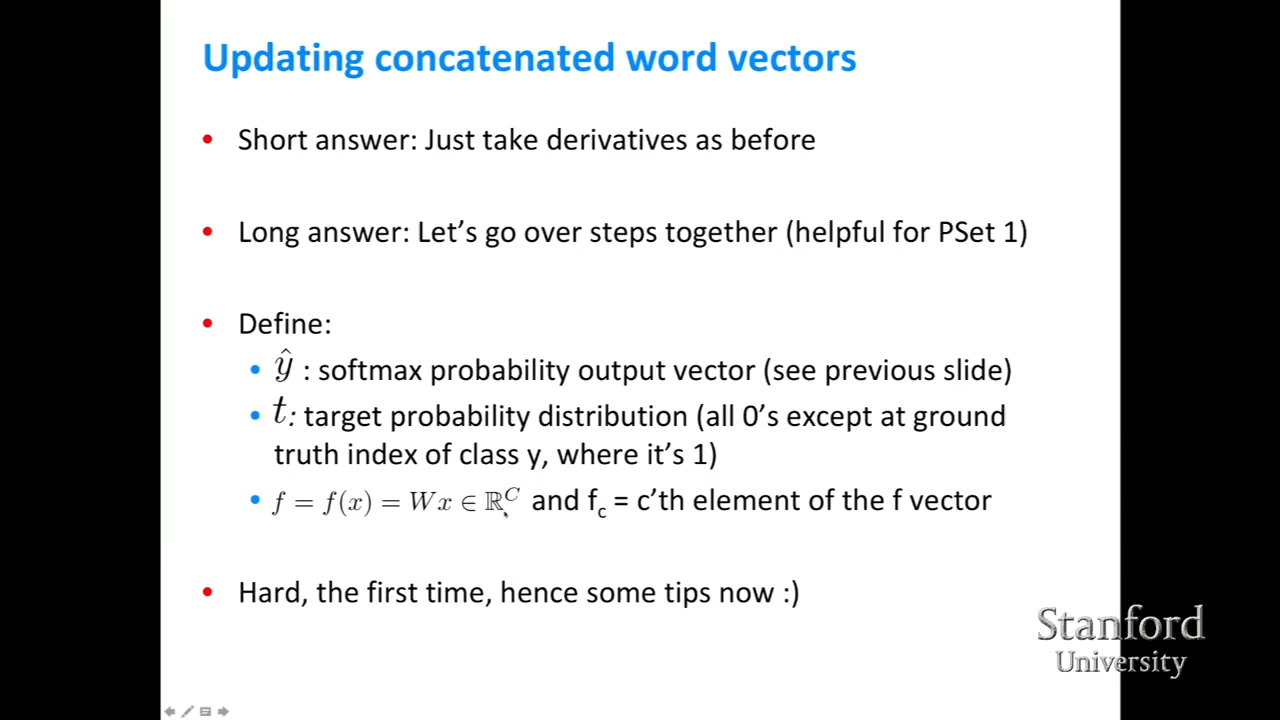 Updating concatenated word vectors
• Short answer: Just take derivatives as before
• Long answer: Let's go over steps together (helpful for PSet 1)
• Define:
• ŷ : softmax probability output vector (see previous slide)
• t: target probability distribution (all 0's except at ground
truth index of class y, where it's 1)
• f = f(x) = Wx ∈ ℝ^C and f_c = c'th element of the f vector
• Hard, the first time, hence some tips now :)
Stanford
University